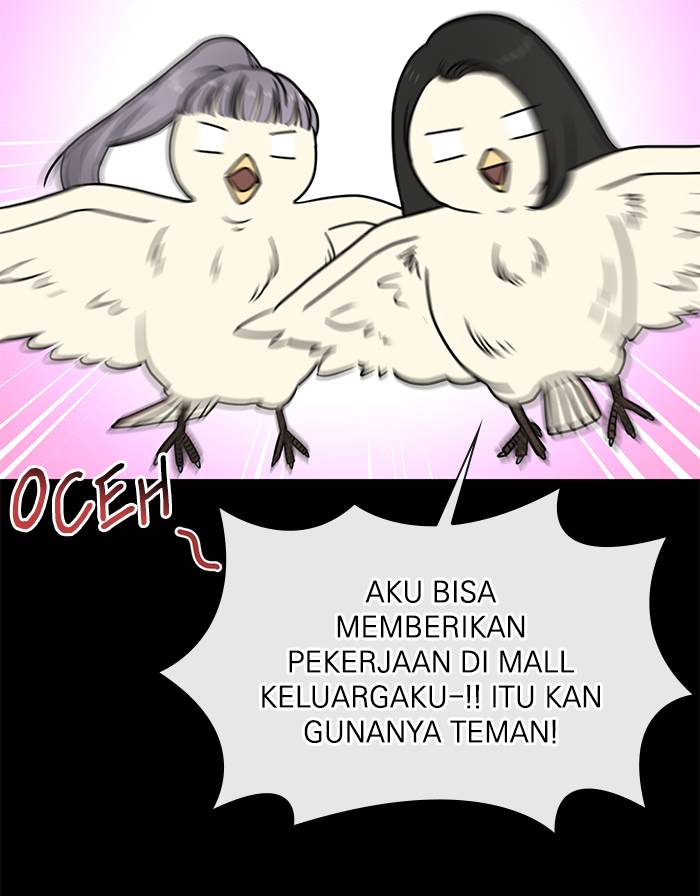 OCEH
AKU BISA
MEMBERIKAN
PEKERJAAN DI MALL
KELUARGAKU-!! ITU KAN
GUNANYA TEMAN!